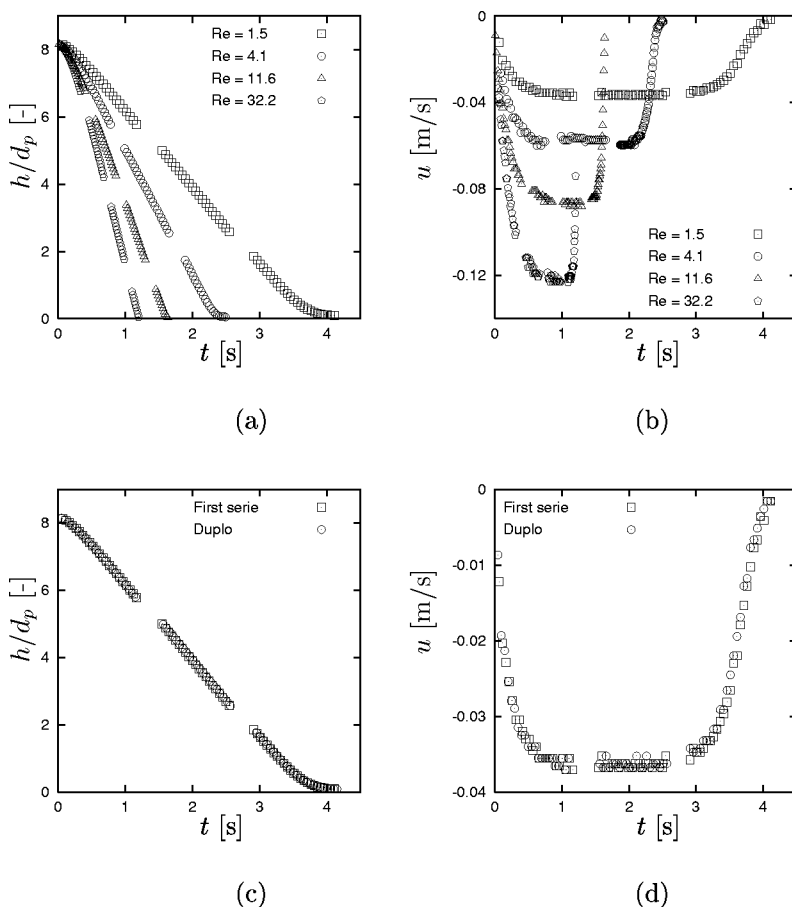 8
6
4
2
0
h/d_p [-]
Re = 1.5
Re = 4.1
Re = 11.6
Re = 32.2
0 1 2 3 4
t [s]
(a)
0
-0.04
-0.08
-0.12
u [m/s]
Re = 1.5
Re = 4.1
Re = 11.6
Re = 32.2
0 1 2 3 4
t [s]
(b)
8
6
4
2
0
h/d_p [-]
First serie
Duplo
0 1 2 3 4
t [s]
(c)
0
-0.01
-0.02
-0.03
-0.04
u [m/s]
First serie
Duplo
0 1 2 3 4
t [s]
(d)